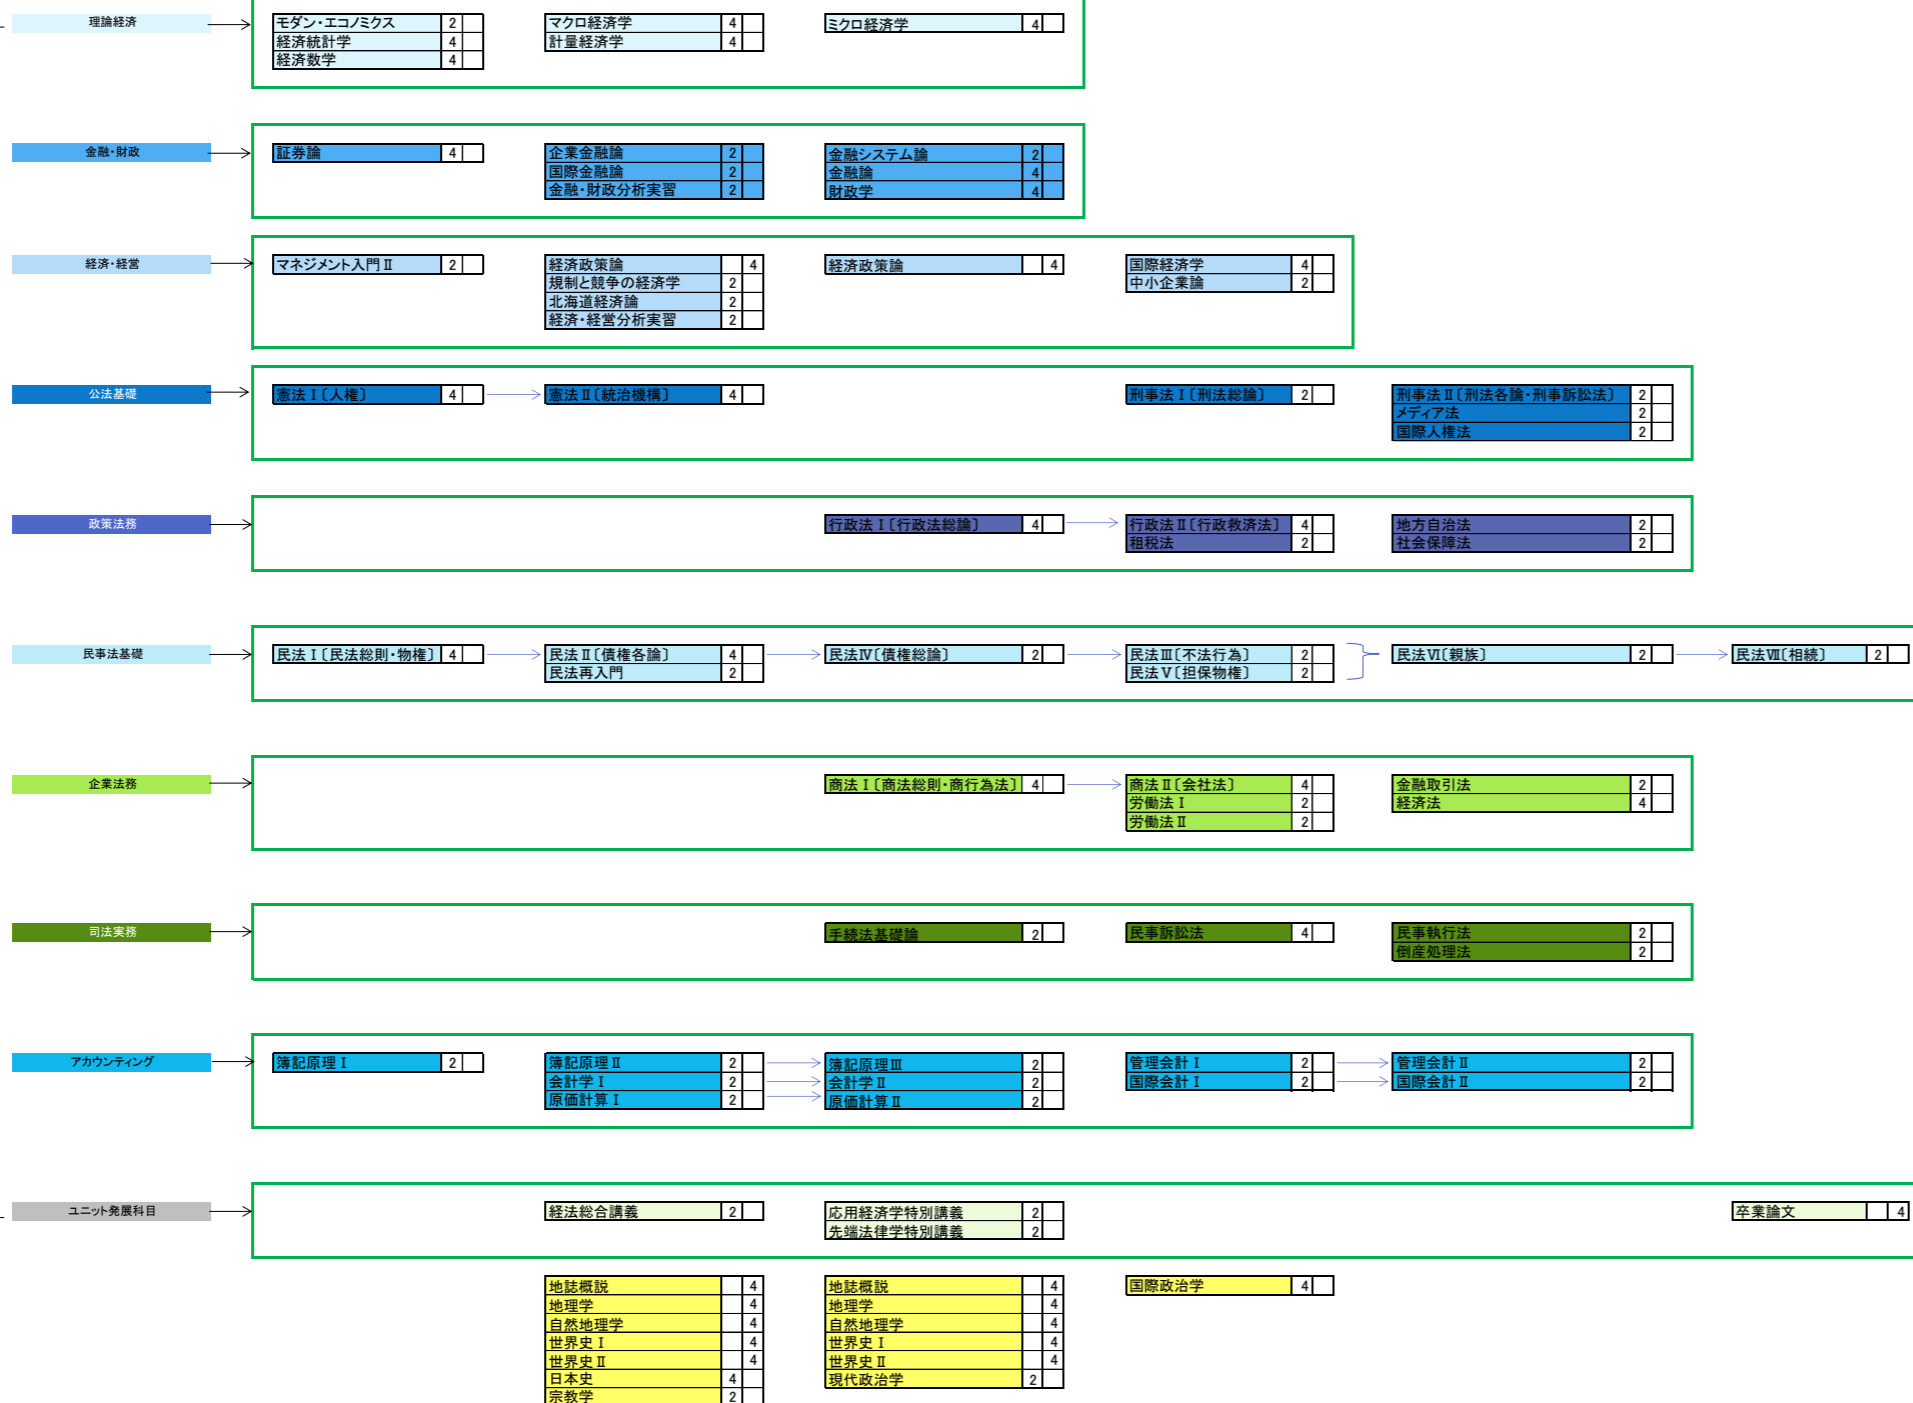 理論経済
モダン・エコノミクス 2 マクロ経済学 4 ミクロ経済学 4
経済統計学 4 計量経済学 4
経済数学 4
金融・財政
証券論 4 企業金融論 2 金融システム論 2
国際金融論 2 金融論 4
金融・財政分析実習 2 財政学 4
経済・経営
マネジメント入門Ⅱ 2 経済政策論 4 経済政策論 4 国際経済学 4
規制と競争の経済学 2 中小企業論 2
北海道経済論 2
経済・経営分析実習 2
公法基礎
憲法Ⅰ〔人権〕 4 憲法Ⅱ〔統治機構〕 4 刑事法Ⅰ〔刑法総論〕 2 刑事法Ⅱ〔刑法各論・刑事訴訟法〕 2
メディア法 2
国際人権法 2
政策法務
行政法Ⅰ〔行政法総論〕 4 行政法Ⅱ〔行政救済法〕 4 地方自治法 2
租税法 2 社会保障法 2
民事法基礎
民法Ⅰ〔民法総則・物権〕 4 民法Ⅱ〔債権各論〕 4 民法Ⅳ〔債権総論〕 2 民法Ⅲ〔不法行為〕 2 民法Ⅵ〔親族〕 2 民法Ⅶ〔相続〕 2
民法再入門 2 民法Ⅴ〔担保物権〕 2
企業法務
商法Ⅰ〔商法総則・商行為法〕 4 商法Ⅱ〔会社法〕 4 金融取引法 2
労働法Ⅰ 2 経済法 4
労働法Ⅱ 2
司法実務
手続法基礎論 2 民事訴訟法 4 民事執行法 2
倒産処理法 2
アカウンティング
簿記原理Ⅰ 2 簿記原理Ⅱ 2 簿記原理Ⅲ 2 管理会計Ⅰ 2 管理会計Ⅱ 2
会計学Ⅰ 2 会計学Ⅱ 2 国際会計Ⅰ 2 国際会計Ⅱ 2
原価計算Ⅰ 2 原価計算Ⅱ 2
ユニット発展科目
経法総合講義 2 応用経済学特別講義 2 卒業論文 4
先端法律学特別講義 2
地誌概説 4 地誌概説 4 国際政治学 4
地理学 4 地理学 4
自然地理学 4 自然地理学 4
世界史Ⅰ 4 世界史Ⅰ 4
世界史Ⅱ 4 世界史Ⅱ 4
日本史 4 現代政治学 2
宗教学 2